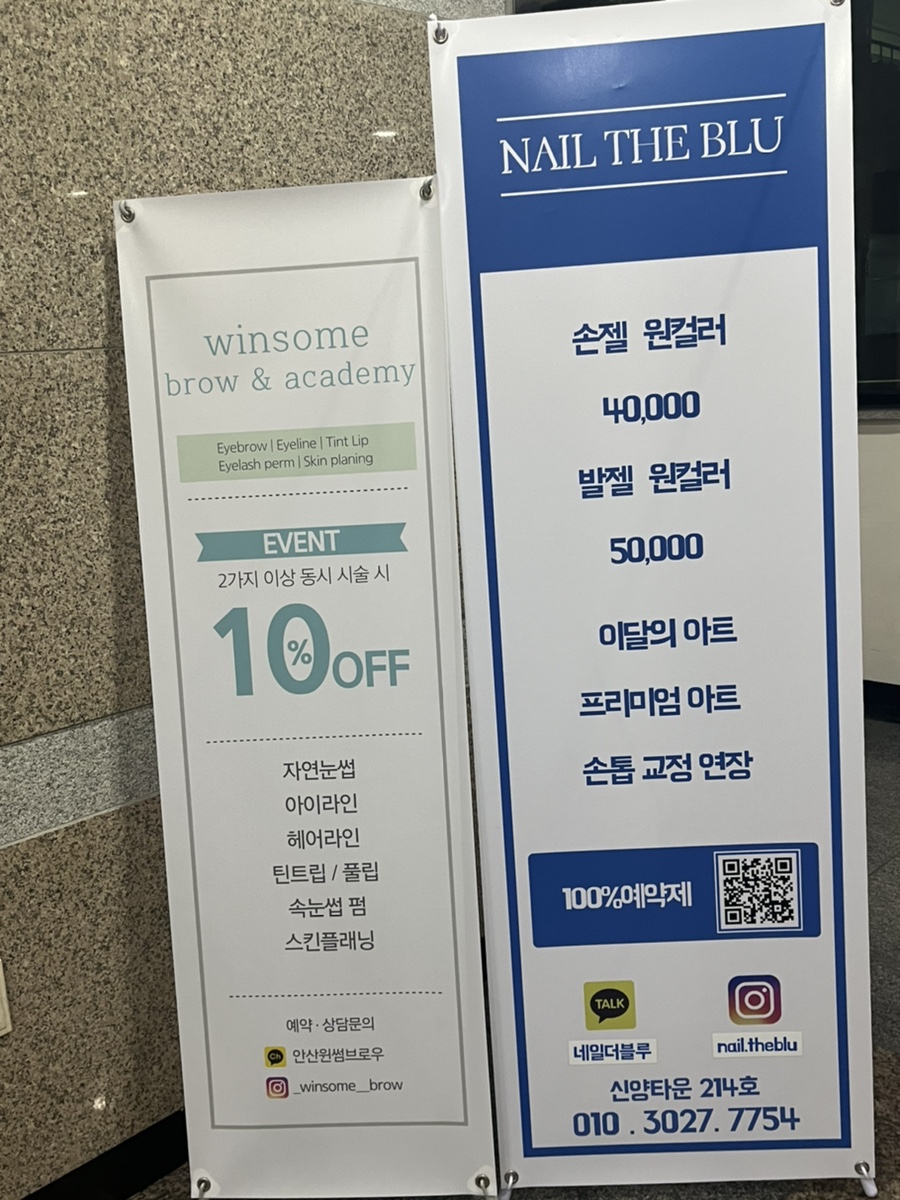 winsome
brow & academy
Eyebrow | Eyeline | Tint Lip
Eyelash perm | Skin planing
EVENT
2가지 이상 동시 시술 시
10%OFF
자연눈썹
아이라인
헤어라인
틴트립 / 풀립
속눈썹 펌
스킨플래닝
예약 · 상담문의
Ch 안산윈썸브로우
_winsome__brow
NAIL THE BLU
손젤 원컬러
40,000
발젤 원컬러
50,000
이달의 아트
프리미엄 아트
손톱 교정 연장
100%예약제
TALK
네일더블루
nail.theblu
신양타운 214호
010 . 3027. 7754